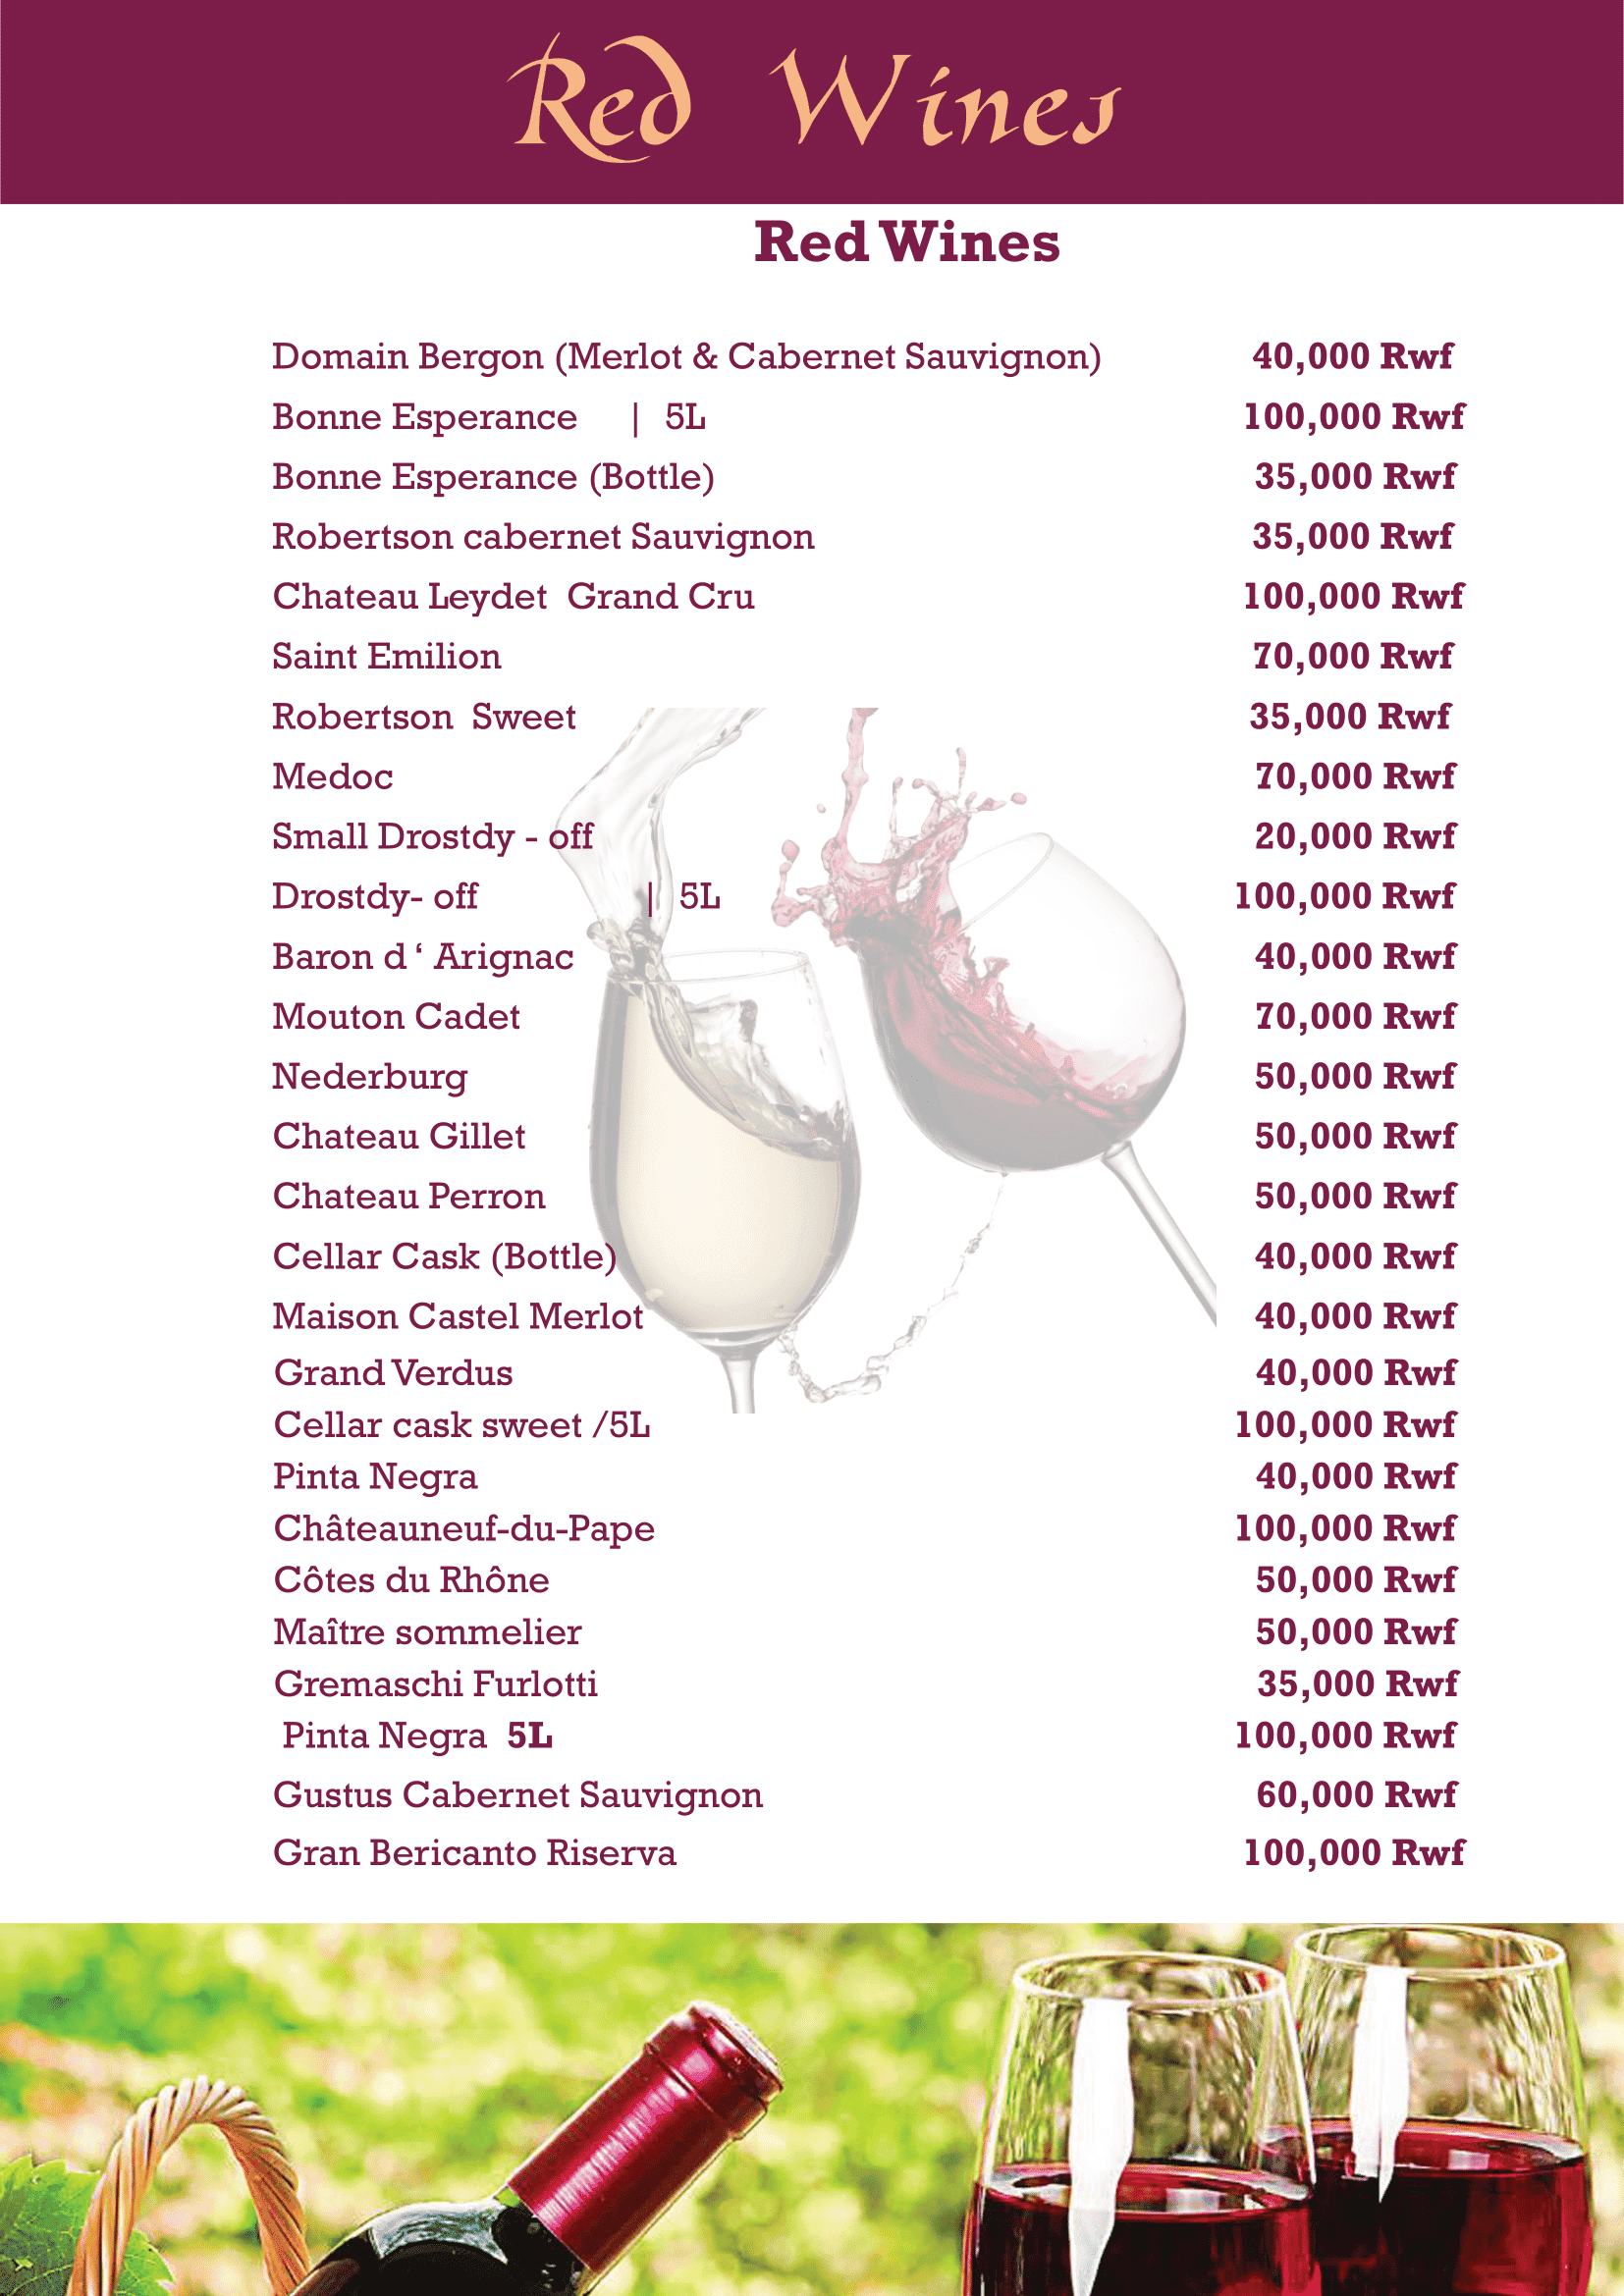 Red Wines
Red Wines
Domain Bergon (Merlot & Cabernet Sauvignon) 40,000 Rwf
Bonne Esperance | 5L 100,000 Rwf
Bonne Esperance (Bottle) 35,000 Rwf
Robertson cabernet Sauvignon 35,000 Rwf
Chateau Leydet Grand Cru 100,000 Rwf
Saint Emilion 70,000 Rwf
Robertson Sweet 35,000 Rwf
Medoc 70,000 Rwf
Small Drostdy - off 20,000 Rwf
Drostdy- off | 5L 100,000 Rwf
Baron d ‘ Arignac 40,000 Rwf
Mouton Cadet 70,000 Rwf
Nederburg 50,000 Rwf
Chateau Gillet 50,000 Rwf
Chateau Perron 50,000 Rwf
Cellar Cask (Bottle) 40,000 Rwf
Maison Castel Merlot 40,000 Rwf
Grand Verdus 40,000 Rwf
Cellar cask sweet /5L 100,000 Rwf
Pinta Negra 40,000 Rwf
Châteauneuf-du-Pape 100,000 Rwf
Côtes du Rhône 50,000 Rwf
Maître sommelier 50,000 Rwf
Gremaschi Furlotti 35,000 Rwf
Pinta Negra 5L 100,000 Rwf
Gustus Cabernet Sauvignon 60,000 Rwf
Gran Bericanto Riserva 100,000 Rwf